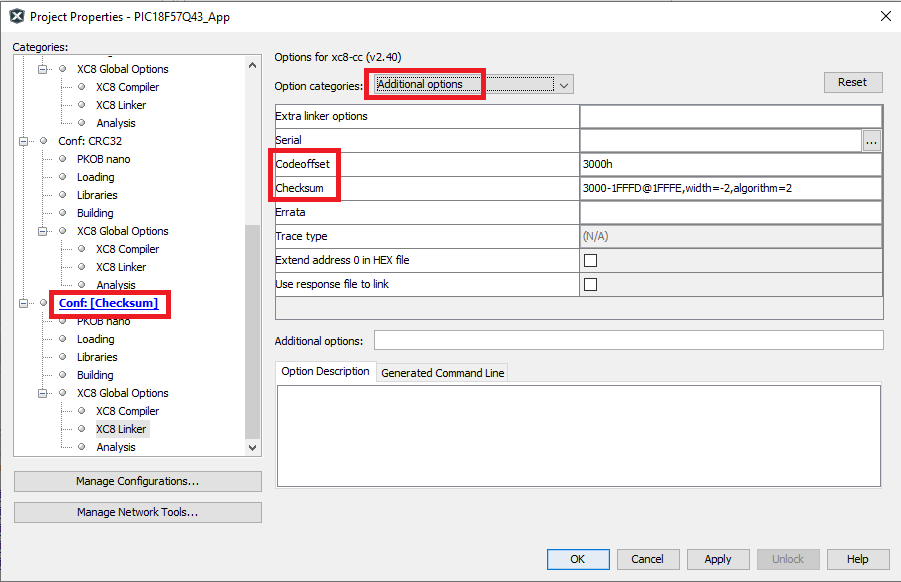 Project Properties - PIC18F57Q43_App
Categories:
XC8 Global Options
XC8 Compiler
XC8 Linker
Analysis
Conf: CRC32
PKOB nano
Loading
Libraries
Building
XC8 Global Options
XC8 Compiler
XC8 Linker
Analysis
Conf: [Checksum]
PKOB nano
Loading
Libraries
Building
XC8 Global Options
XC8 Compiler
XC8 Linker
Analysis
Manage Configurations...
Manage Network Tools...
Options for xc8-cc (v2.40)
Option categories: Additional options
Reset
Extra linker options
Serial ...
Codeoffset 3000h
Checksum 3000-1FFFD@1FFFE,width=-2,algorithm=2
Errata
Trace type (N/A)
Extend address 0 in HEX file
Use response file to link
Additional options:
Option Description Generated Command Line
OK Cancel Apply Unlock Help